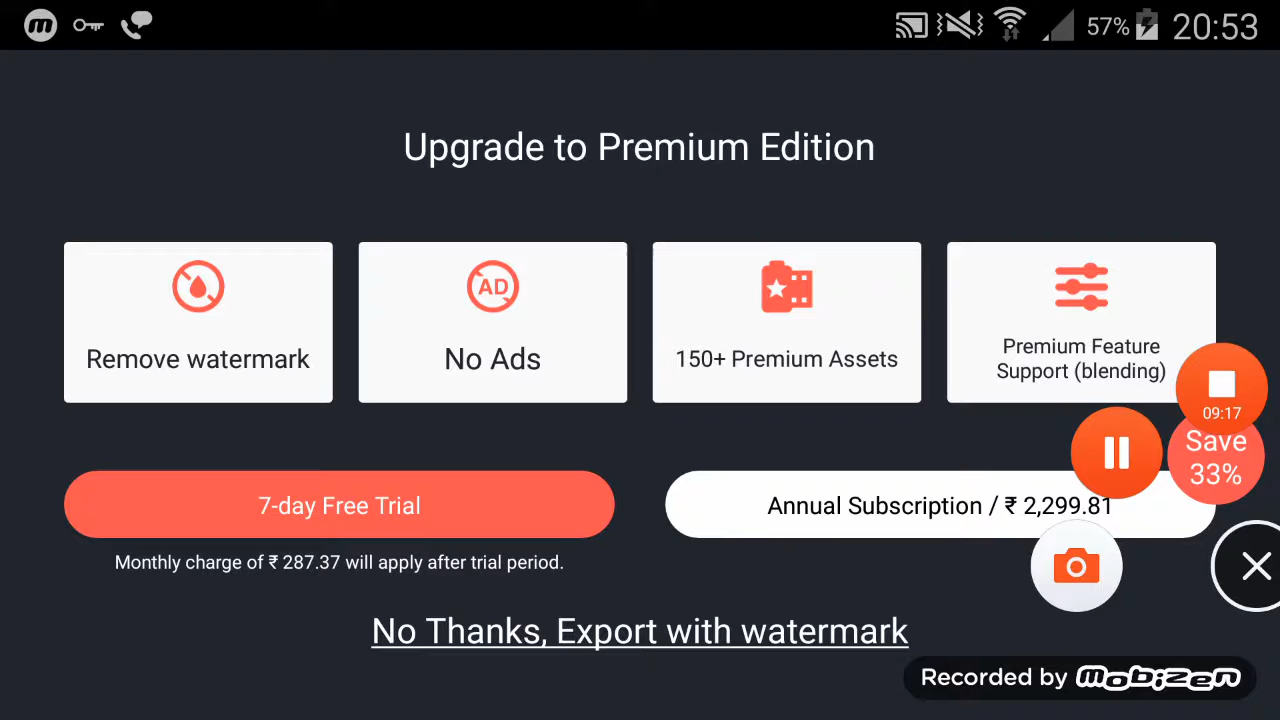 57% 20:53
Upgrade to Premium Edition
AD
Remove watermark
No Ads
150+ Premium Assets
Premium Feature
Support (blending)
09:17
Save
33%
7-day Free Trial
Annual Subscription / ₹ 2,299.81
Monthly charge of ₹ 287.37 will apply after trial period.
No Thanks, Export with watermark
Recorded by mobizen